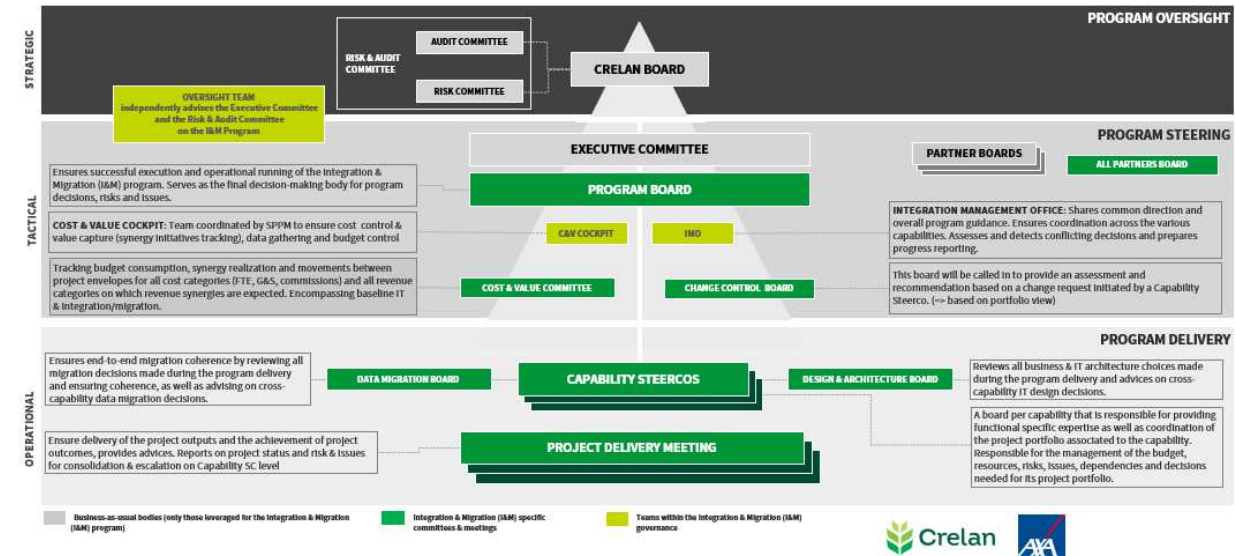 PROGRAM OVERSIGHT
STRATEGIC
RISK & AUDIT
COMMITTEE
AUDIT COMMITTEE
RISK COMMITTEE
CRELAN BOARD
OVERSIGHT TEAM
independently advises the Executive Committee
and the Risk & Audit Committee
on the I&M Program
PROGRAM STEERING
TACTICAL
EXECUTIVE COMMITTEE
PARTNER BOARDS
ALL PARTNERS BOARD
Ensures successful execution and operational running of the Integration &
Migration (I&M) program. Serves as the final decision-making body for program
decisions, risks and issues.
PROGRAM BOARD
COST & VALUE COCKPIT: Team coordinated by SPPM to ensure cost control &
value capture (synergy initiatives tracking), data gathering and budget control
C&V COCKPIT
IMO
INTEGRATION MANAGEMENT OFFICE: Shares common direction and
overall program guidance. Ensures coordination across the various
capabilities. Assesses and detects conflicting decisions and prepares
progress reporting.
Tracking budget consumption, synergy realization and movements between
project envelopes for all cost categories (FTE, G&S, commissions) and all revenue
categories on which revenue synergies are expected. Encompassing baseline IT
& integration/migration.
COST & VALUE COMMITTEE
CHANGE CONTROL BOARD
This board will be called in to provide an assessment and
recommendation based on a change request initiated by a Capability
Steerco. (=> based on portfolio view)
PROGRAM DELIVERY
OPERATIONAL
Ensures end-to-end migration coherence by reviewing all
migration decisions made during the program delivery
and ensuring coherence, as well as advising on cross-
capability data migration decisions.
DATA MIGRATION BOARD
CAPABILITY STEERCOS
DESIGN & ARCHITECTURE BOARD
Reviews all business & IT architecture choices made
during the program delivery and advices on cross-
capability IT design decisions.
A board per capability that is responsible for providing
functional specific expertise as well as coordination of
the project portfolio associated to the capability.
Responsible for the management of the budget,
resources, risks, issues, dependencies and decisions
needed for its project portfolio.
Ensure delivery of the project outputs and the achievement of project
outcomes, provides advices. Reports on project status and risk & issues
for consolidation & escalation on Capability SC level
PROJECT DELIVERY MEETING
Business-as-usual bodies (only those leveraged for the Integration & Migration
(I&M) program)
Integration & Migration (I&M) specific
committees & meetings
Teams within the Integration & Migration (I&M)
governance
Crelan
AXA